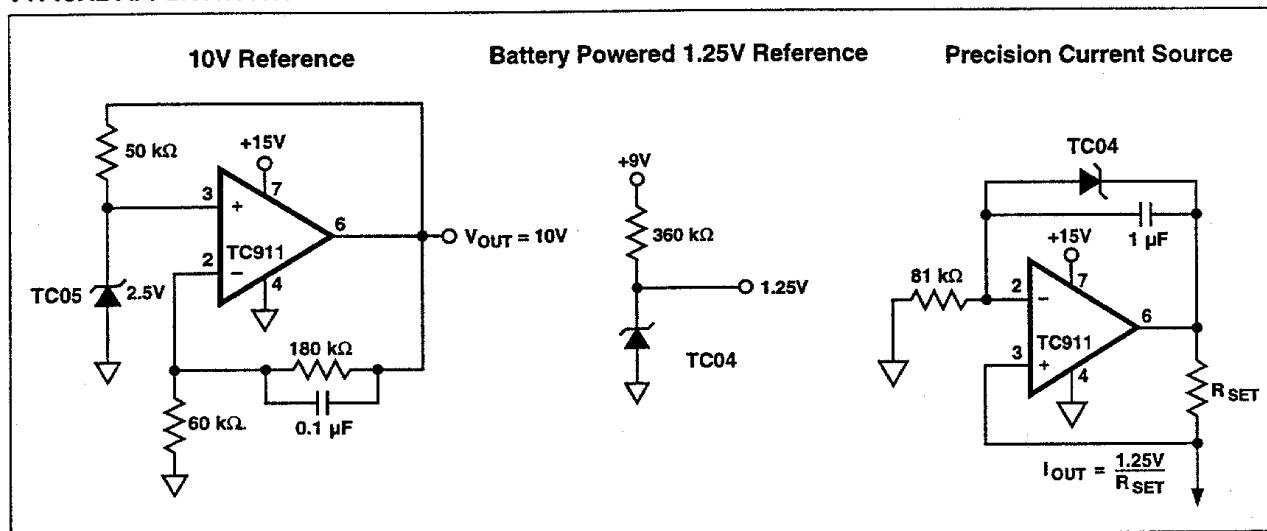 10V Reference
Battery Powered 1.25V Reference
Precision Current Source
50 kΩ
+15V
7
3
+
6
VOUT = 10V
TC911
2
−
4
TC05
2.5V
180 kΩ
0.1 µF
60 kΩ.
+9V
360 kΩ
1.25V
TC04
TC04
1 µF
+15V
7
81 kΩ
2
−
6
TC911
3
+
4
RSET
IOUT = 1.25V
RSET